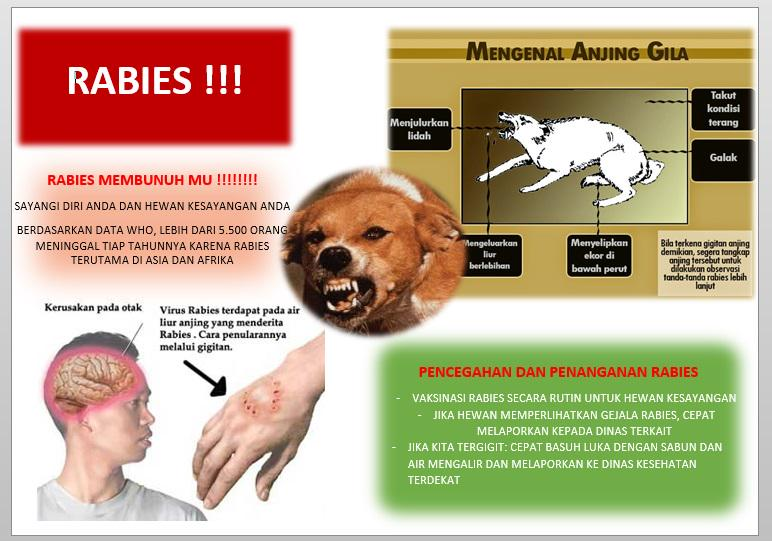 RABIES !!!
RABIES MEMBUNUH MU !!!!!!!!
SAYANGI DIRI ANDA DAN HEWAN KESAYANGAN ANDA
BERDASARKAN DATA WHO, LEBIH DARI 5.500 ORANG
MENINGGAL TIAP TAHUNNYA KARENA RABIES
TERUTAMA DI ASIA DAN AFRIKA
Kerusakan pada otak
Virus Rabies terdapat pada air
liur anjing yang menderita
Rabies . Cara penularannya
melalui gigitan.
MENGENAL ANJING GILA
Menjulurkan
lidah
Takut
kondisi
terang
Galak
Mengeluarkan
liur
berlebihan
Menyelipkan
ekor di
bawah perut
Bila terkena gigitan anjing
demikian, segera tangkap
anjing tersebut untuk
dilakukan observasi
tanda-tanda rabies lebih
lanjut
PENCEGAHAN DAN PENANGANAN RABIES
- VAKSINASI RABIES SECARA RUTIN UNTUK HEWAN KESAYANGAN
- JIKA HEWAN MEMPERLIHATKAN GEJALA RABIES, CEPAT
MELAPORKAN KEPADA DINAS TERKAIT
- JIKA KITA TERGIGIT: CEPAT BASUH LUKA DENGAN SABUN DAN
AIR MENGALIR DAN MELAPORKAN KE DINAS KESEHATAN
TERDEKAT